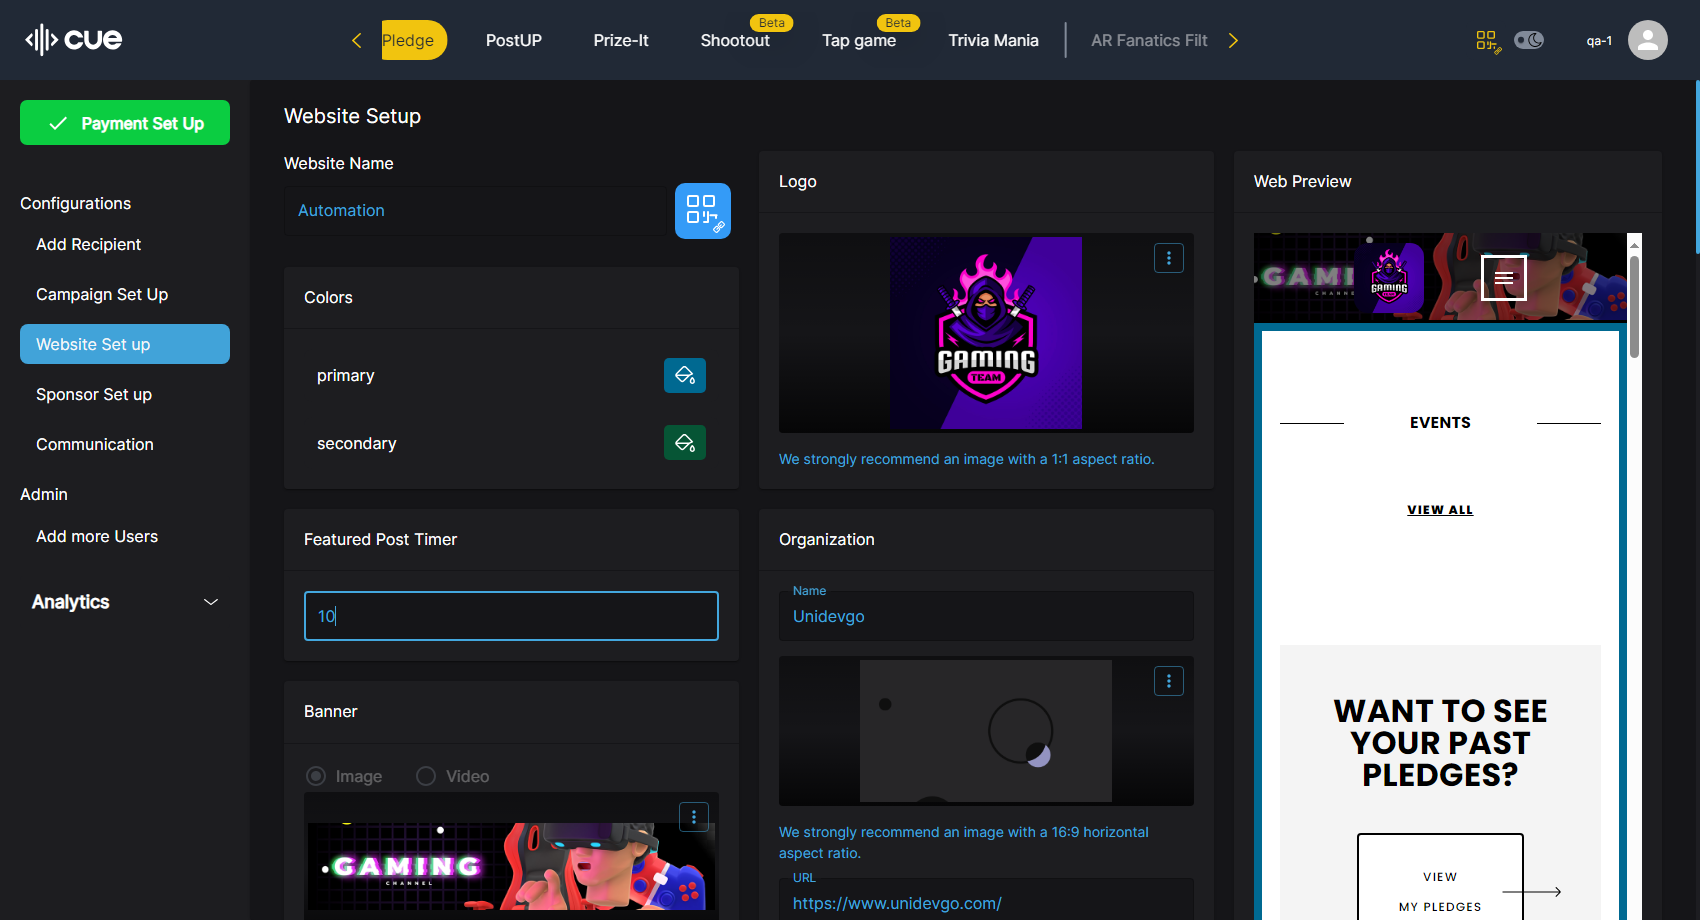 cue
Pledge
PostUP
Prize-It
Shootout
Beta
Tap game
Beta
Trivia Mania
AR Fanatics Filt
qa-1
Payment Set Up
Configurations
Add Recipient
Campaign Set Up
Website Set up
Sponsor Set up
Communication
Admin
Add more Users
Analytics
Website Setup
Website Name
Automation
Colors
primary
secondary
Featured Post Timer
10
Banner
Image
Video
GAMING
CHANNEL
Logo
GAMING
TEAM
We strongly recommend an image with a 1:1 aspect ratio.
Organization
Name
Unidevgo
We strongly recommend an image with a 16:9 horizontal
aspect ratio.
URL
https://www.unidevgo.com/
Web Preview
GAMI
CHANN
GAMING
TEAM
EVENTS
VIEW ALL
WANT TO SEE
YOUR PAST
PLEDGES?
VIEW
MY PLEDGES